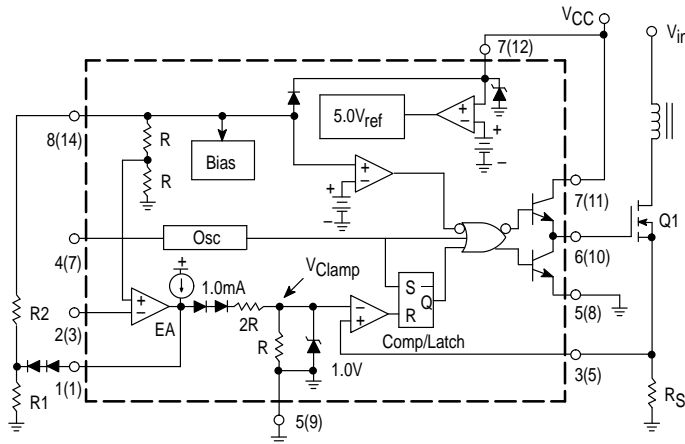 V_CC
V_in
7(12)
8(14)
R
R
Bias
5.0V_ref
+
–
+
–
+
–
+
–
7(11)
Q1
6(10)
4(7)
Osc
5(8)
R2
2(3)
+
–
EA
+
1.0mA
2R
V_Clamp
R
1.0V
–
+
S
Q
R
Comp/Latch
3(5)
1(1)
R1
5(9)
R_S